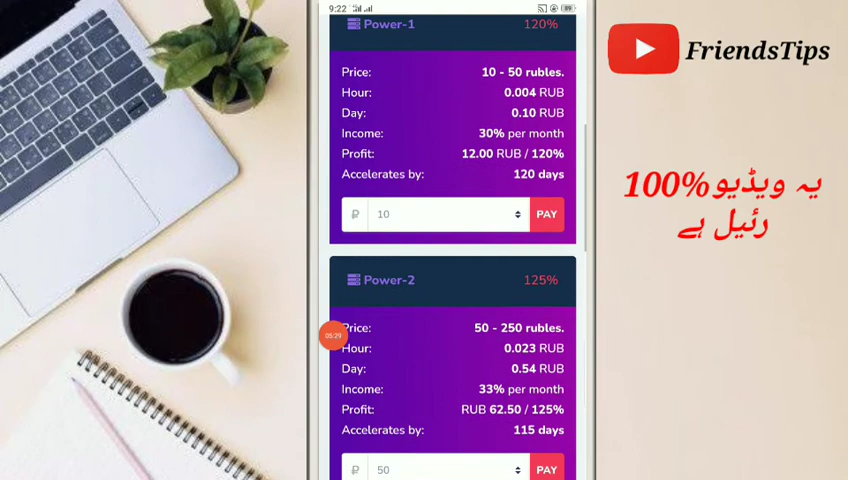 9:22
Power-1 120%
Price: 10 - 50 rubles.
Hour: 0.004 RUB
Day: 0.10 RUB
Income: 30% per month
Profit: 12.00 RUB / 120%
Accelerates by: 120 days
₽ 10 PAY
Power-2 125%
05:29
Price: 50 - 250 rubles.
Hour: 0.023 RUB
Day: 0.54 RUB
Income: 33% per month
Profit: RUB 62.50 / 125%
Accelerates by: 115 days
₽ 50 PAY
FriendsTips
یہ ویڈیو %100
رئیل ہے